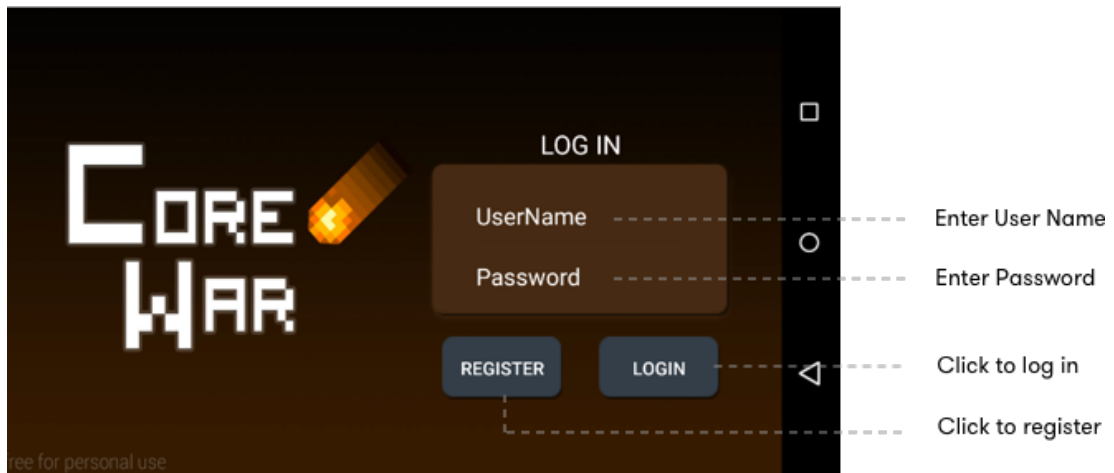 CORE
WAR
LOG IN
UserName
Password
REGISTER
LOGIN
Enter User Name
Enter Password
Click to log in
Click to register
ree for personal use